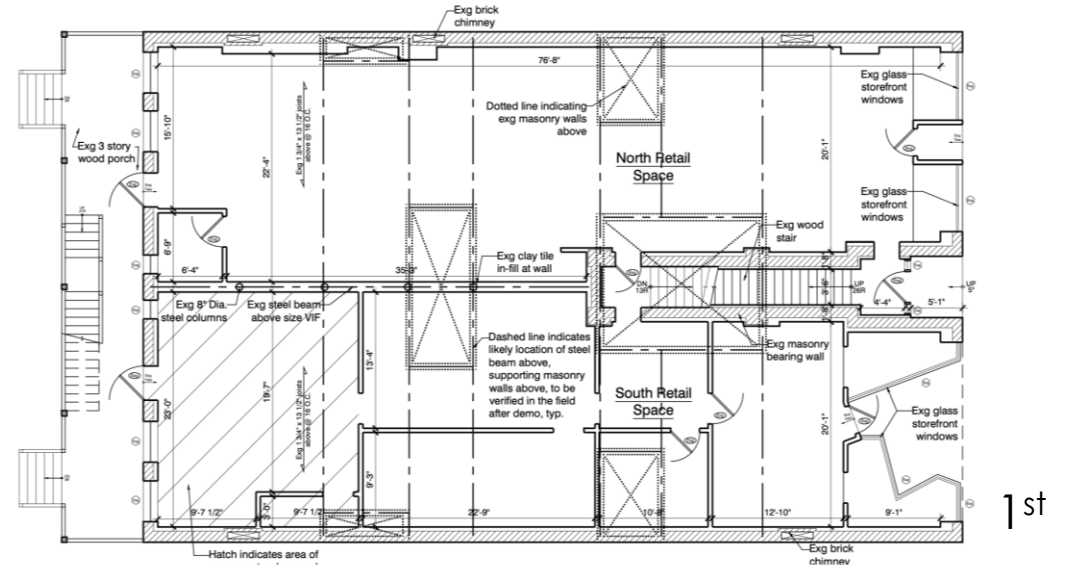 Exg brick
chimney
76'-8"
Exg glass
storefront
windows
Dotted line indicating
exg masonry walls
above
Exg 1 3/4" x 13 1/2" joists
above @ 16 O.C.
15'-10"
22'-4"
20'-1"
Exg 3 story
wood porch
North Retail
Space
Exg glass
storefront
windows
Exg wood
stair
6'-9"
6'-4"
35'-3"
Exg clay tile
in-fill at wall
DN
13R
UP
26R
3'-6"
4'-4"
5'-1"
UP
Exg 8" Dia.
steel columns
Exg steel beam
above size VIF
Dashed line indicates
likely location of steel
beam above,
supporting masonry
walls above, to be
verified in the field
after demo, typ.
Exg masonry
bearing wall
13'-4"
19'-7"
23'-0"
Exg 1 3/4" x 13 1/2" joists
above @ 16 O.C.
South Retail
Space
20'-1"
Exg glass
storefront
windows
9'-3"
3'-0"
9'-7 1/2"
9'-7 1/2
22'-9"
10'-8"
12'-10"
9'-1"
1st
Hatch indicates area of
Exg brick
chimney